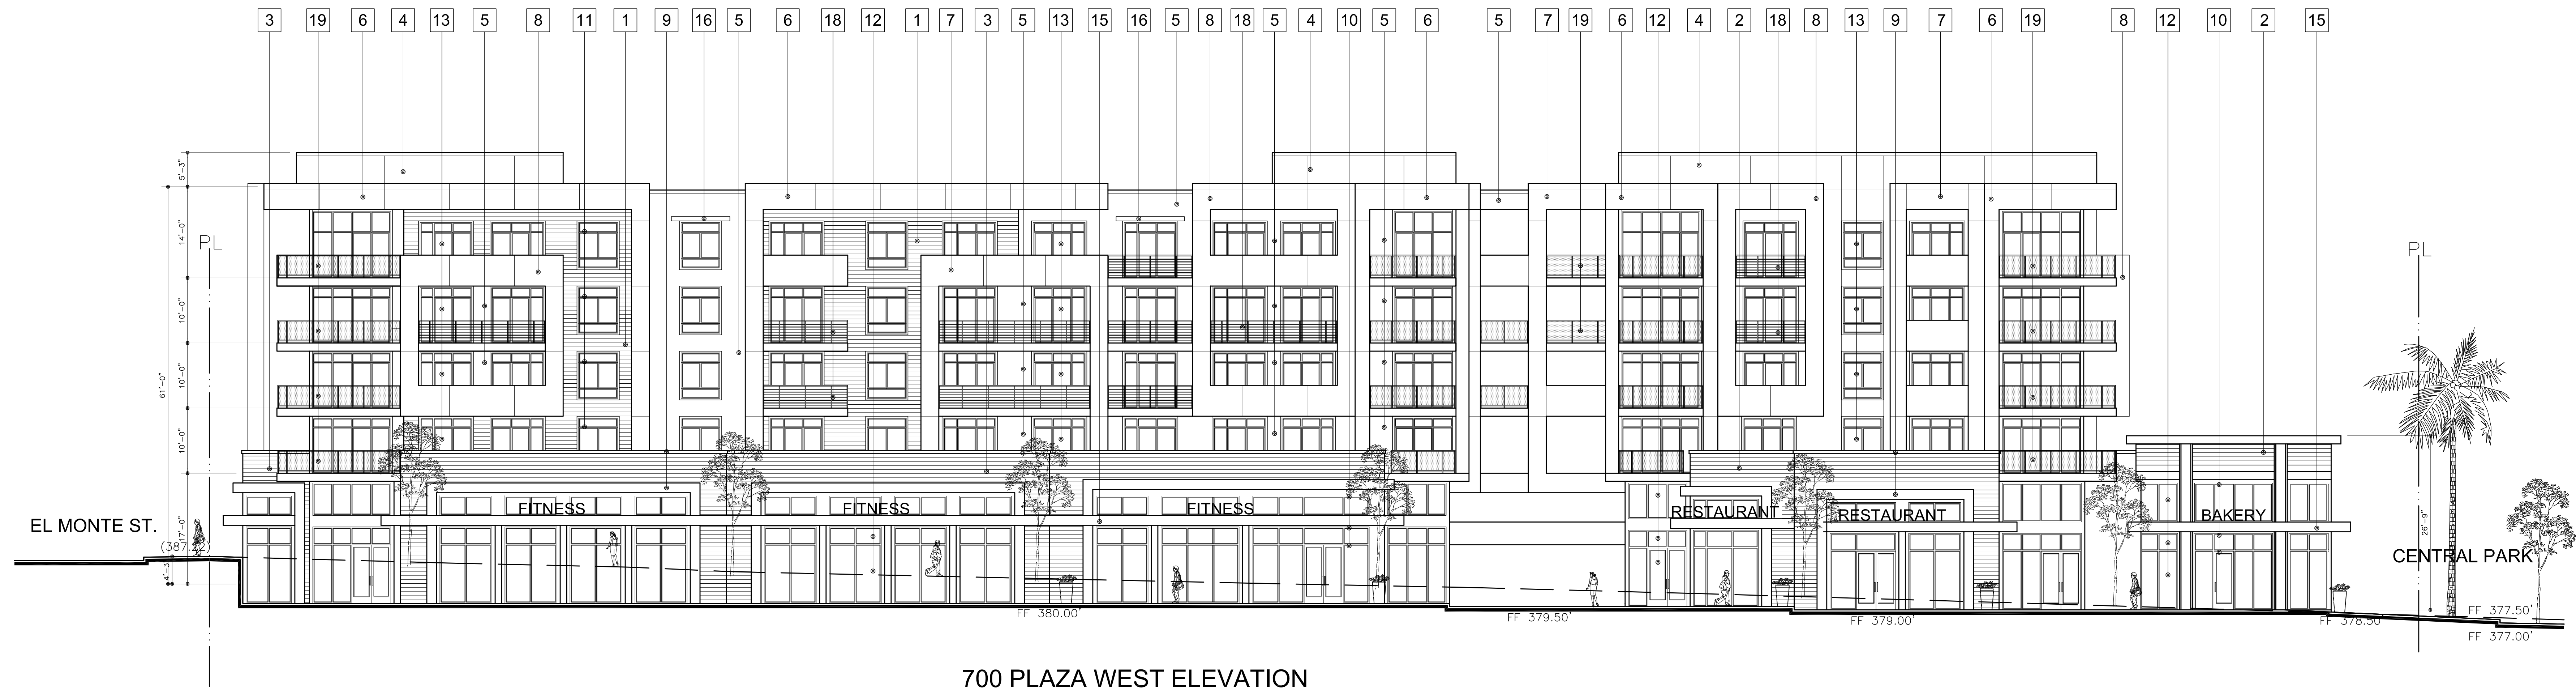 3 19 6 4 13 5 8 11 1 9 16 5 6 18 12 1 7 3 5 13 15 16 5 8 18 5 4 10 5 6 5 7 19 6 12 4 2 18 8 13 9 7 6 19 8 12 10 2 15
5'-3"
14'-0"
PL
PL
10'-0"
61'-0"
10'-0"
10'-0"
17'-0"
26'-9"
FITNESS
FITNESS
FITNESS
RESTAURANT
RESTAURANT
BAKERY
EL MONTE ST.
(387.22)
CENTRAL PARK
FF 380.00'
FF 379.50'
FF 379.00'
FF 378.50'
FF 377.50'
FF 377.00'
700 PLAZA WEST ELEVATION